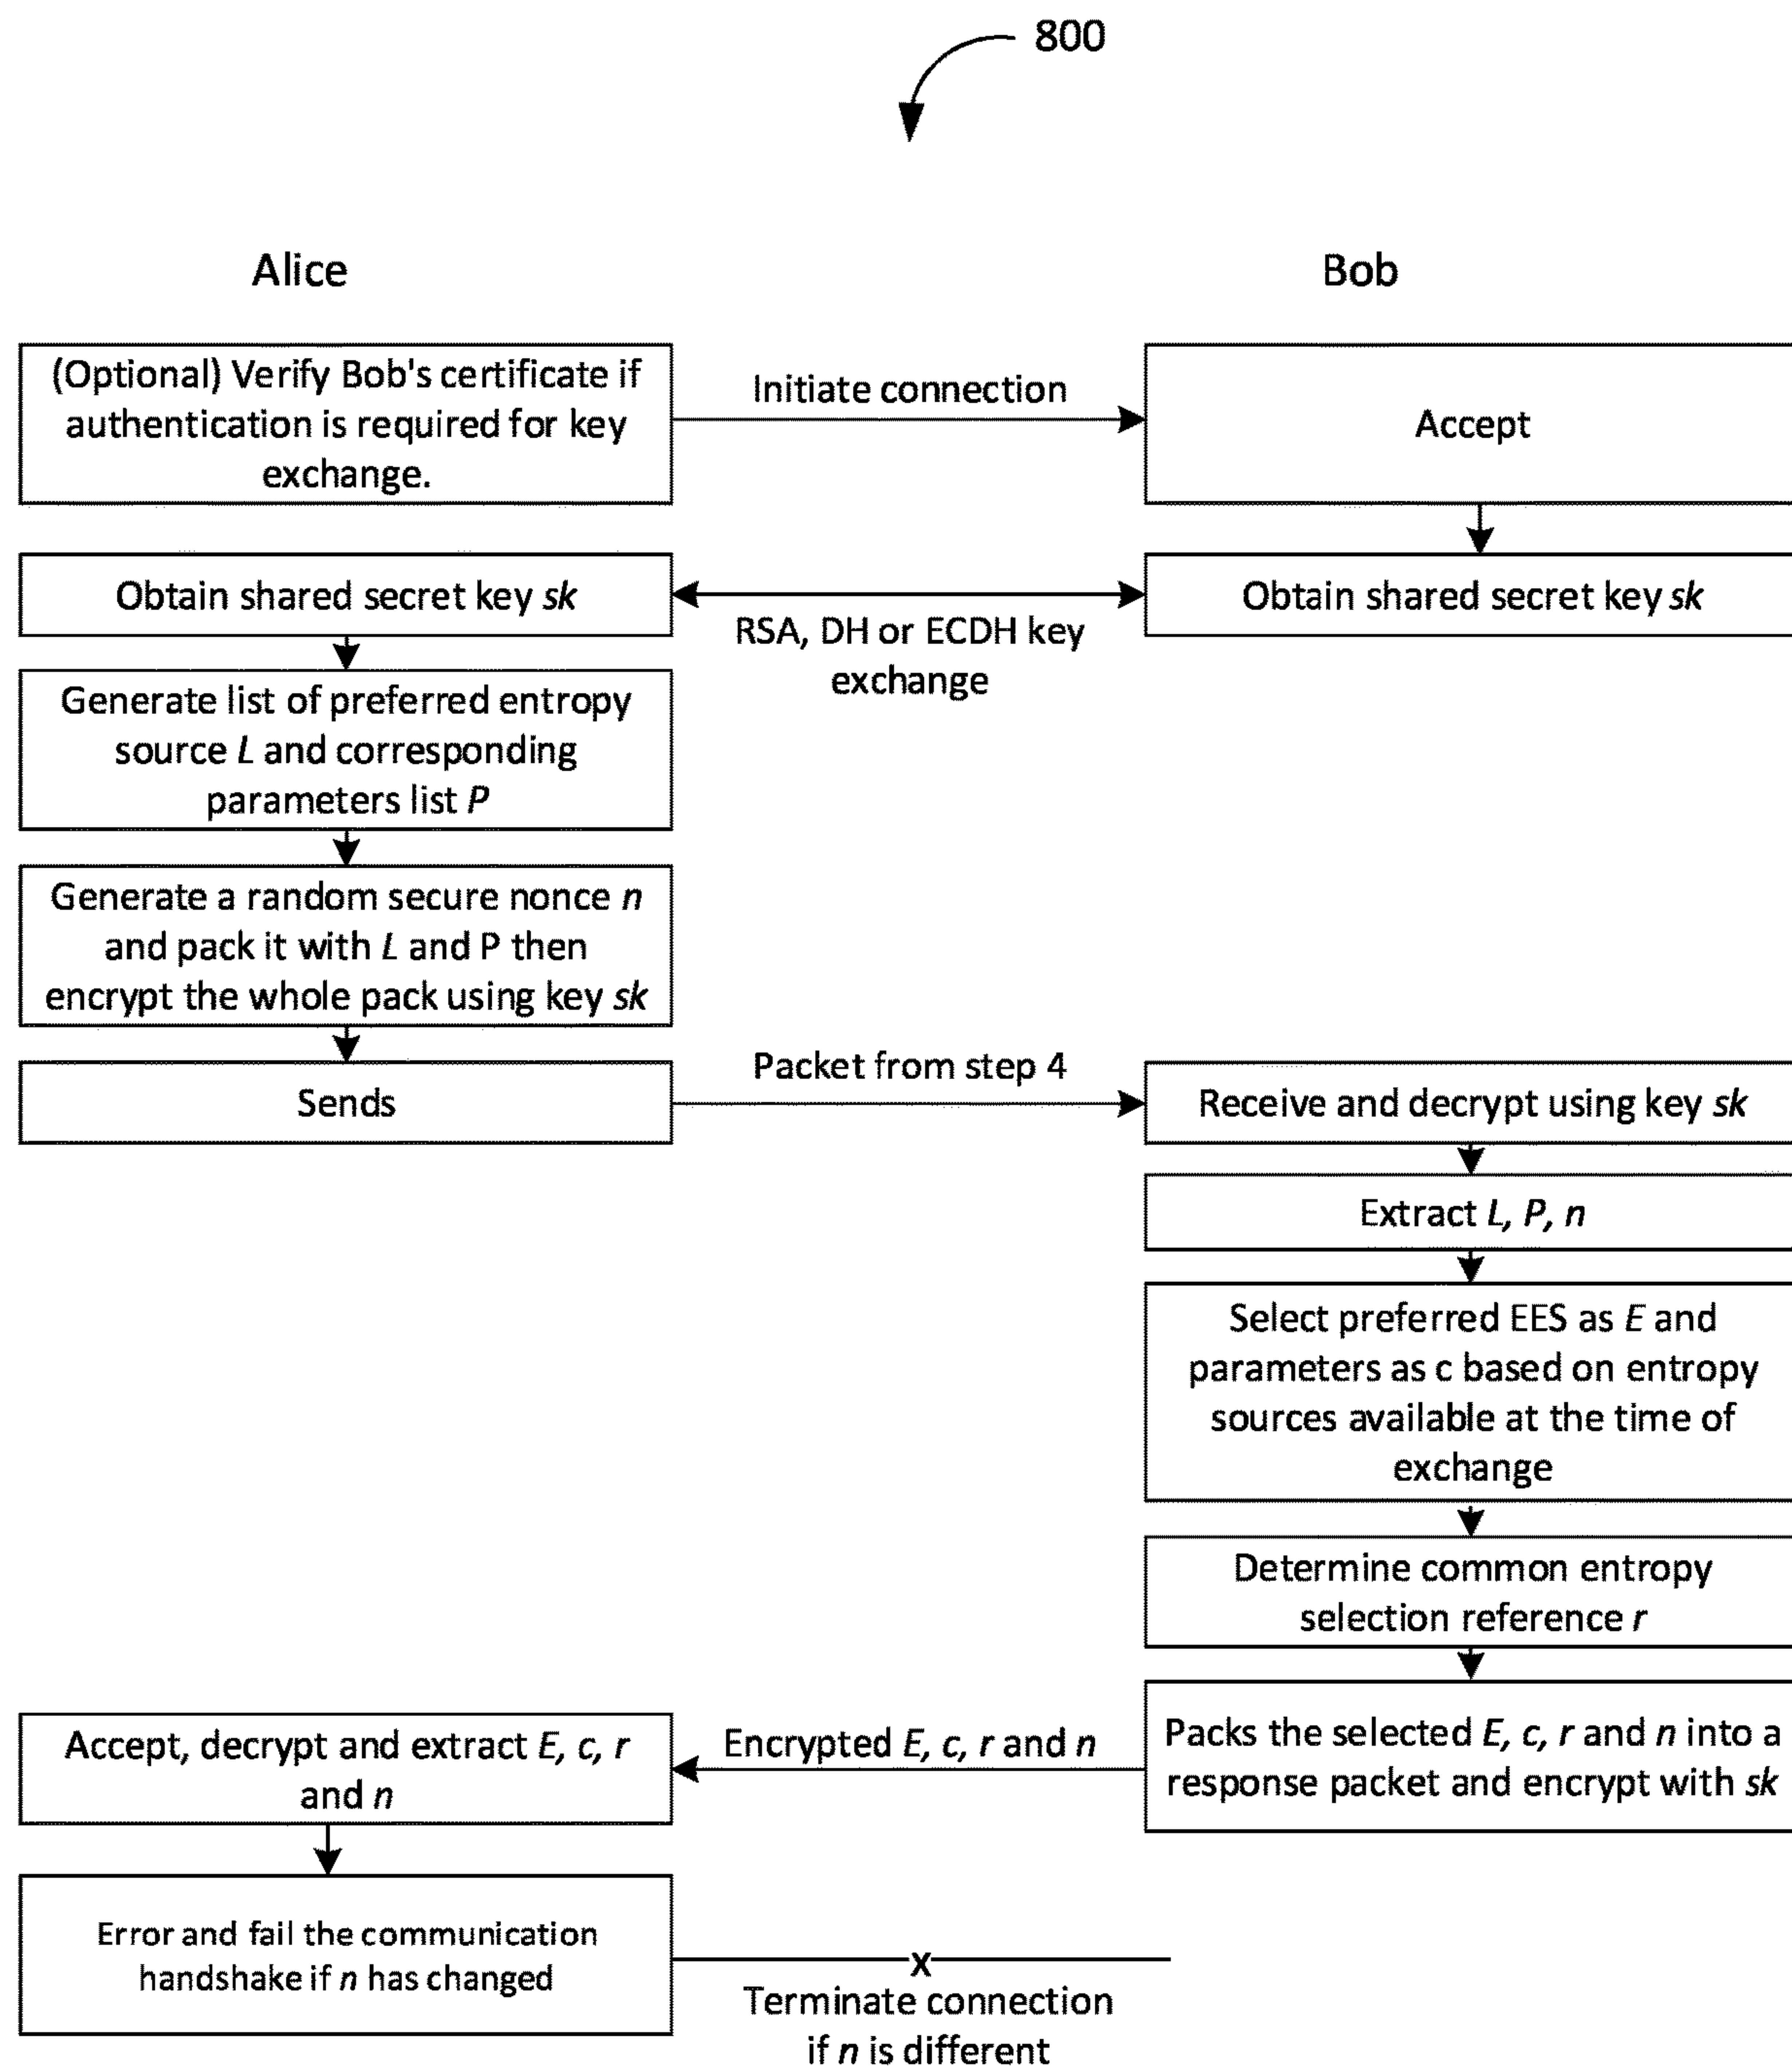 800
Alice
Bob
(Optional) Verify Bob's certificate if
authentication is required for key
exchange.
Initiate connection
Accept
Obtain shared secret key sk
RSA, DH or ECDH key
exchange
Obtain shared secret key sk
Generate list of preferred entropy
source L and corresponding
parameters list P
Generate a random secure nonce n
and pack it with L and P then
encrypt the whole pack using key sk
Sends
Packet from step 4
Receive and decrypt using key sk
Extract L, P, n
Select preferred EES as E and
parameters as c based on entropy
sources available at the time of
exchange
Determine common entropy
selection reference r
Packs the selected E, c, r and n into a
response packet and encrypt with sk
Encrypted E, c, r and n
Accept, decrypt and extract E, c, r
and n
Error and fail the communication
handshake if n has changed
x
Terminate connection
if n is different